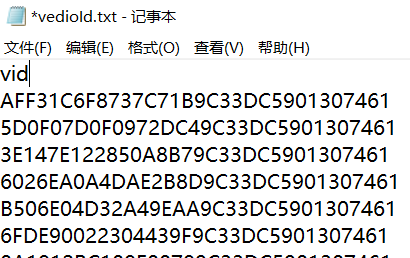 *vedioId.txt - 记事本
文件(F) 编辑(E) 格式(O) 查看(V) 帮助(H)
vid
AFF31C6F8737C71B9C33DC5901307461
5D0F07D0F0972DC49C33DC5901307461
3E147E122850A8B79C33DC5901307461
6026EA0A4DAE2B8D9C33DC5901307461
B506E04D32A49EAA9C33DC5901307461
6FDE90022304439F9C33DC5901307461